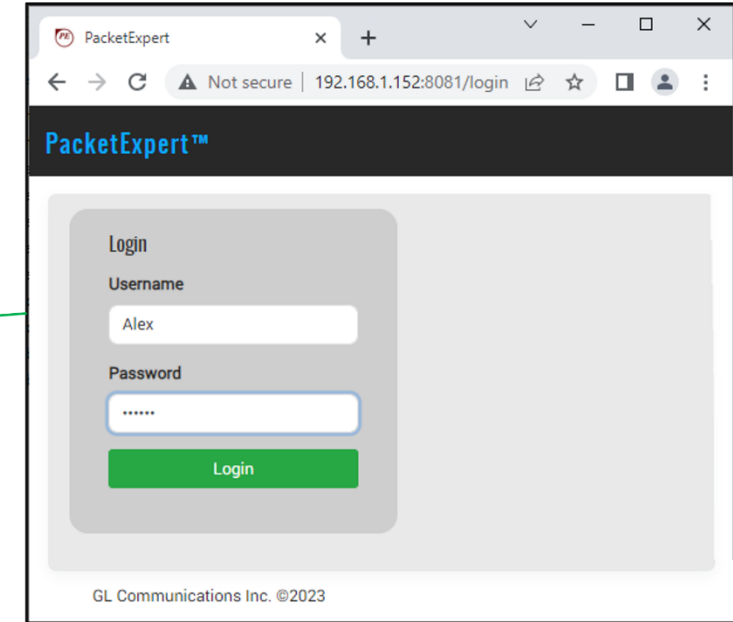 PacketExpert
Not secure | 192.168.1.152:8081/login
PacketExpert™
Login
Username
Alex
Password
••••••
Login
GL Communications Inc. ©2023